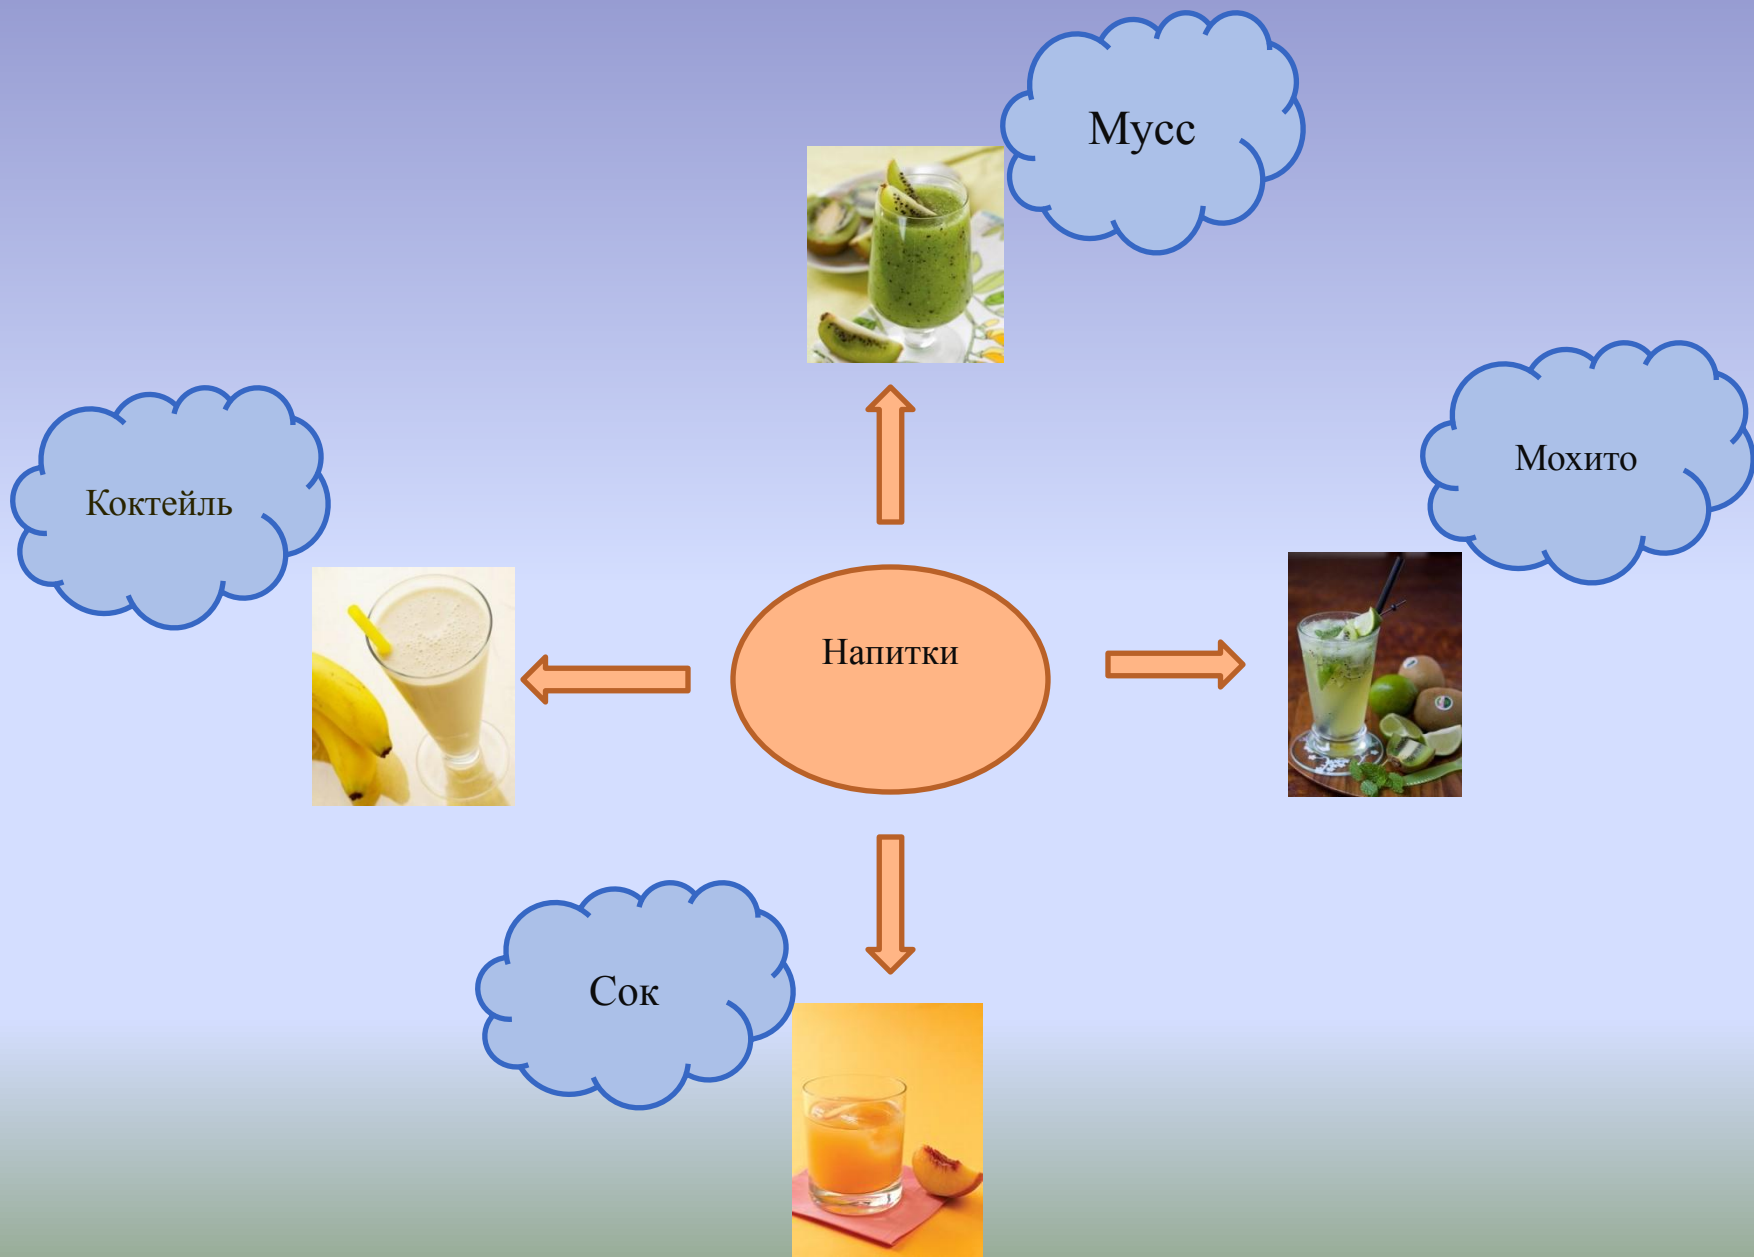 Мусс
Мохито
Коктейль
Напитки
Сок